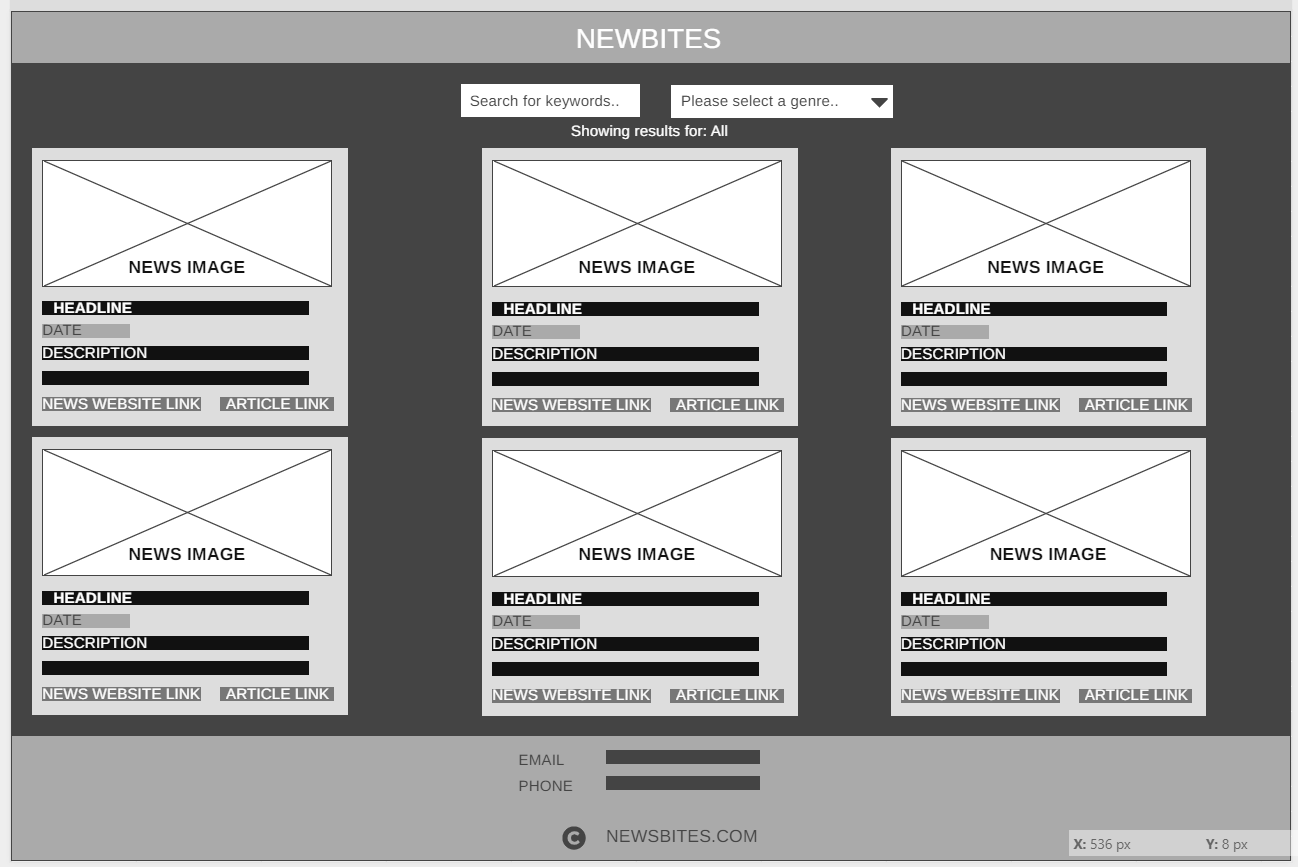 NEWBITES
Search for keywords.. Please select a genre..
Showing results for: All
NEWS IMAGE NEWS IMAGE NEWS IMAGE
HEADLINE HEADLINE HEADLINE
DATE DATE DATE
DESCRIPTION DESCRIPTION DESCRIPTION
NEWS WEBSITE LINK ARTICLE LINK NEWS WEBSITE LINK ARTICLE LINK NEWS WEBSITE LINK ARTICLE LINK
NEWS IMAGE NEWS IMAGE NEWS IMAGE
HEADLINE HEADLINE HEADLINE
DATE DATE DATE
DESCRIPTION DESCRIPTION DESCRIPTION
NEWS WEBSITE LINK ARTICLE LINK NEWS WEBSITE LINK ARTICLE LINK NEWS WEBSITE LINK ARTICLE LINK
EMAIL
PHONE
© NEWSBITES.COM
X: 536 px Y: 8 px